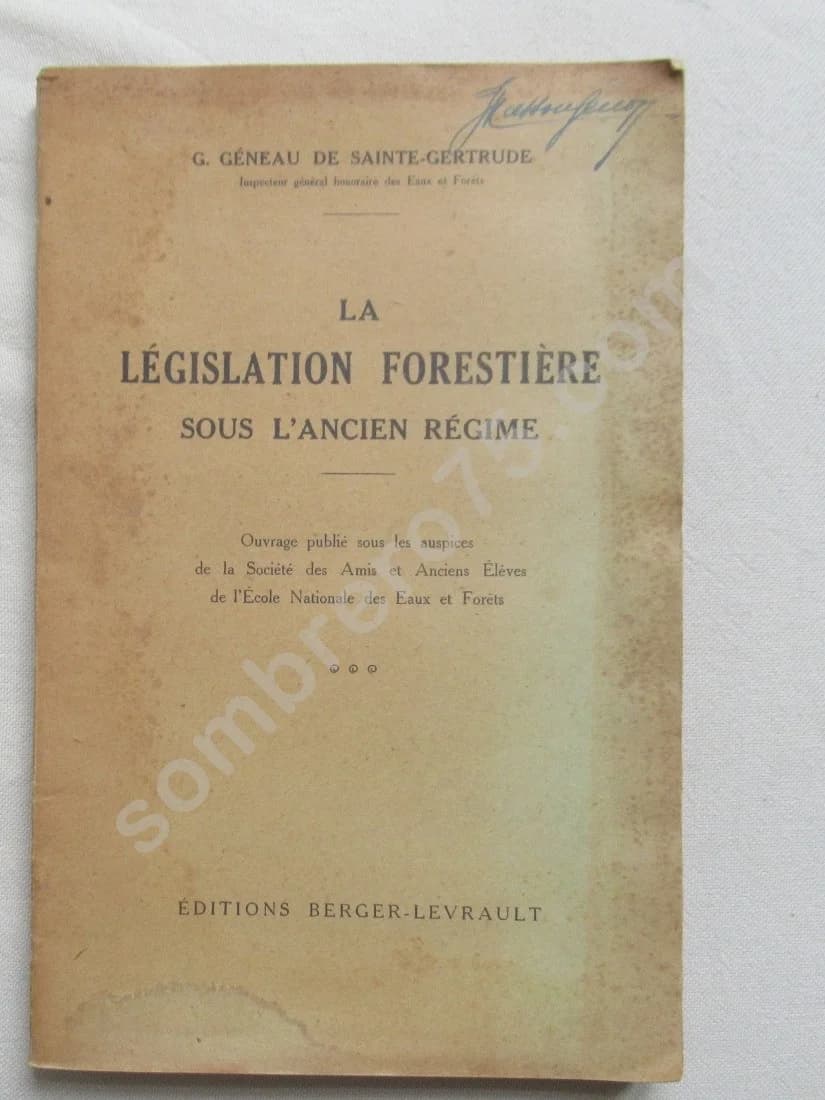 G. GÉNEAU DE SAINTE-GERTRUDE
Inspecteur général honoraire des Eaux et Forêts
LA
LÉGISLATION FORESTIÈRE
SOUS L'ANCIEN RÉGIME
Ouvrage publié sous les auspices
de la Société des Amis et Anciens Élèves
de l'École Nationale des Eaux et Forêts
ÉDITIONS BERGER-LEVRAULT
sombrero75.com